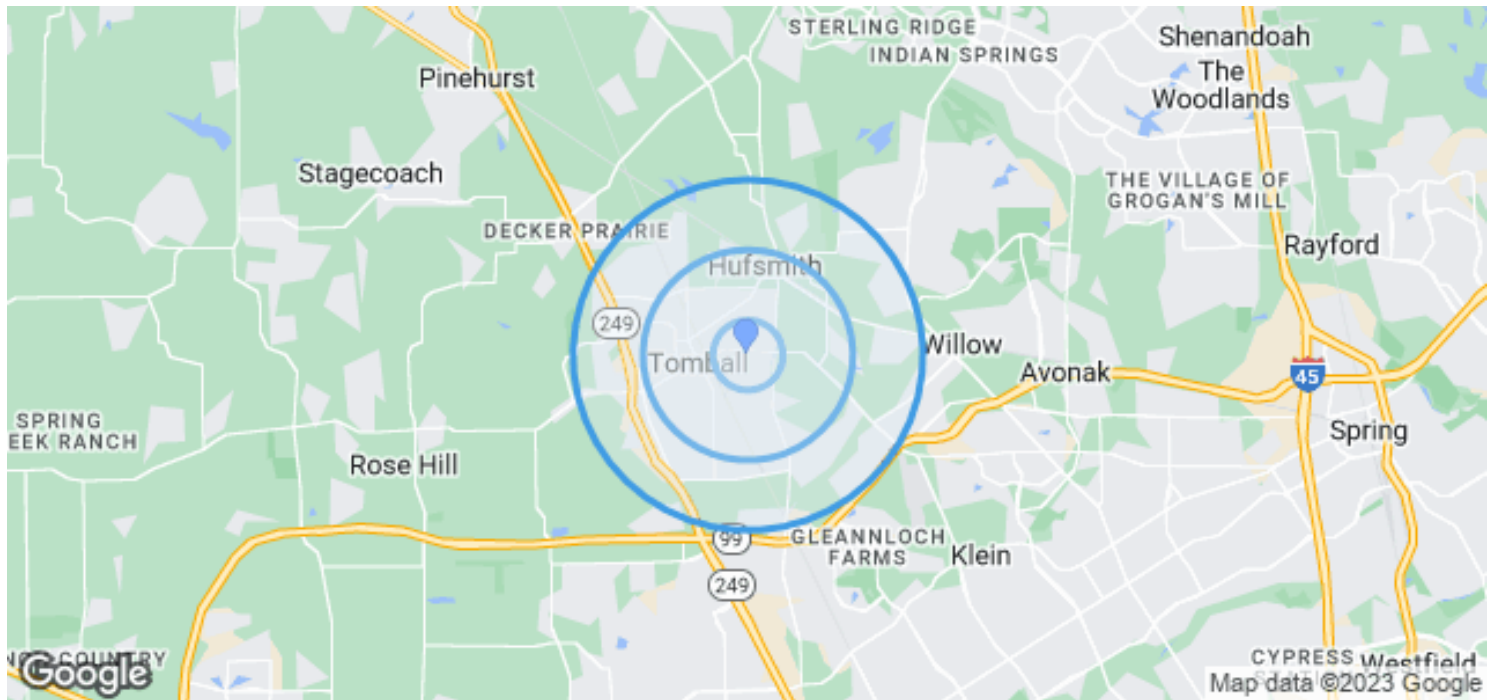 STERLING RIDGE
INDIAN SPRINGS
Shenandoah
The
Woodlands
Pinehurst
Stagecoach
THE VILLAGE OF
GROGAN'S MILL
DECKER PRAIRIE
Rayford
Hufsmith
249
Willow
Tomball
Avonak
45
SPRING
EEK RANCH
Spring
Rose Hill
99
GLEANNLOCH
FARMS
Klein
249
COUNTRY
Google
CYPRESS
Westfield
Map data ©2023 Google